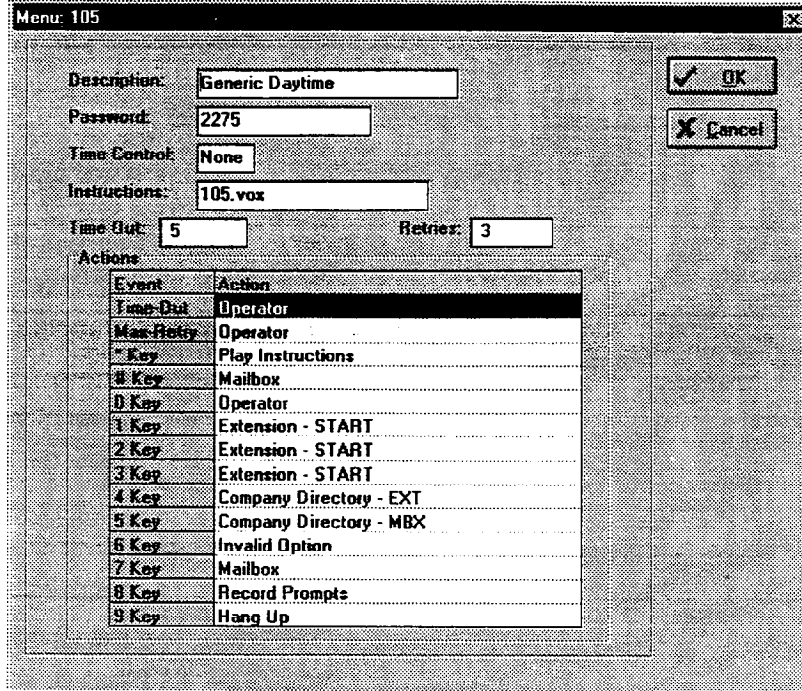 Menu: 105
Description: Generic Daytime
OK
Password: 2275
Cancel
Time Control: None
Instructions: 105.vox
Time Out: 5 Retries: 3
Actions
Event Action
Time-Out Operator
Max-Retry Operator
* Key Play Instructions
# Key Mailbox
0 Key Operator
1 Key Extension - START
2 Key Extension - START
3 Key Extension - START
4 Key Company Directory - EXT
5 Key Company Directory - MBX
6 Key Invalid Option
7 Key Mailbox
8 Key Record Prompts
9 Key Hang Up